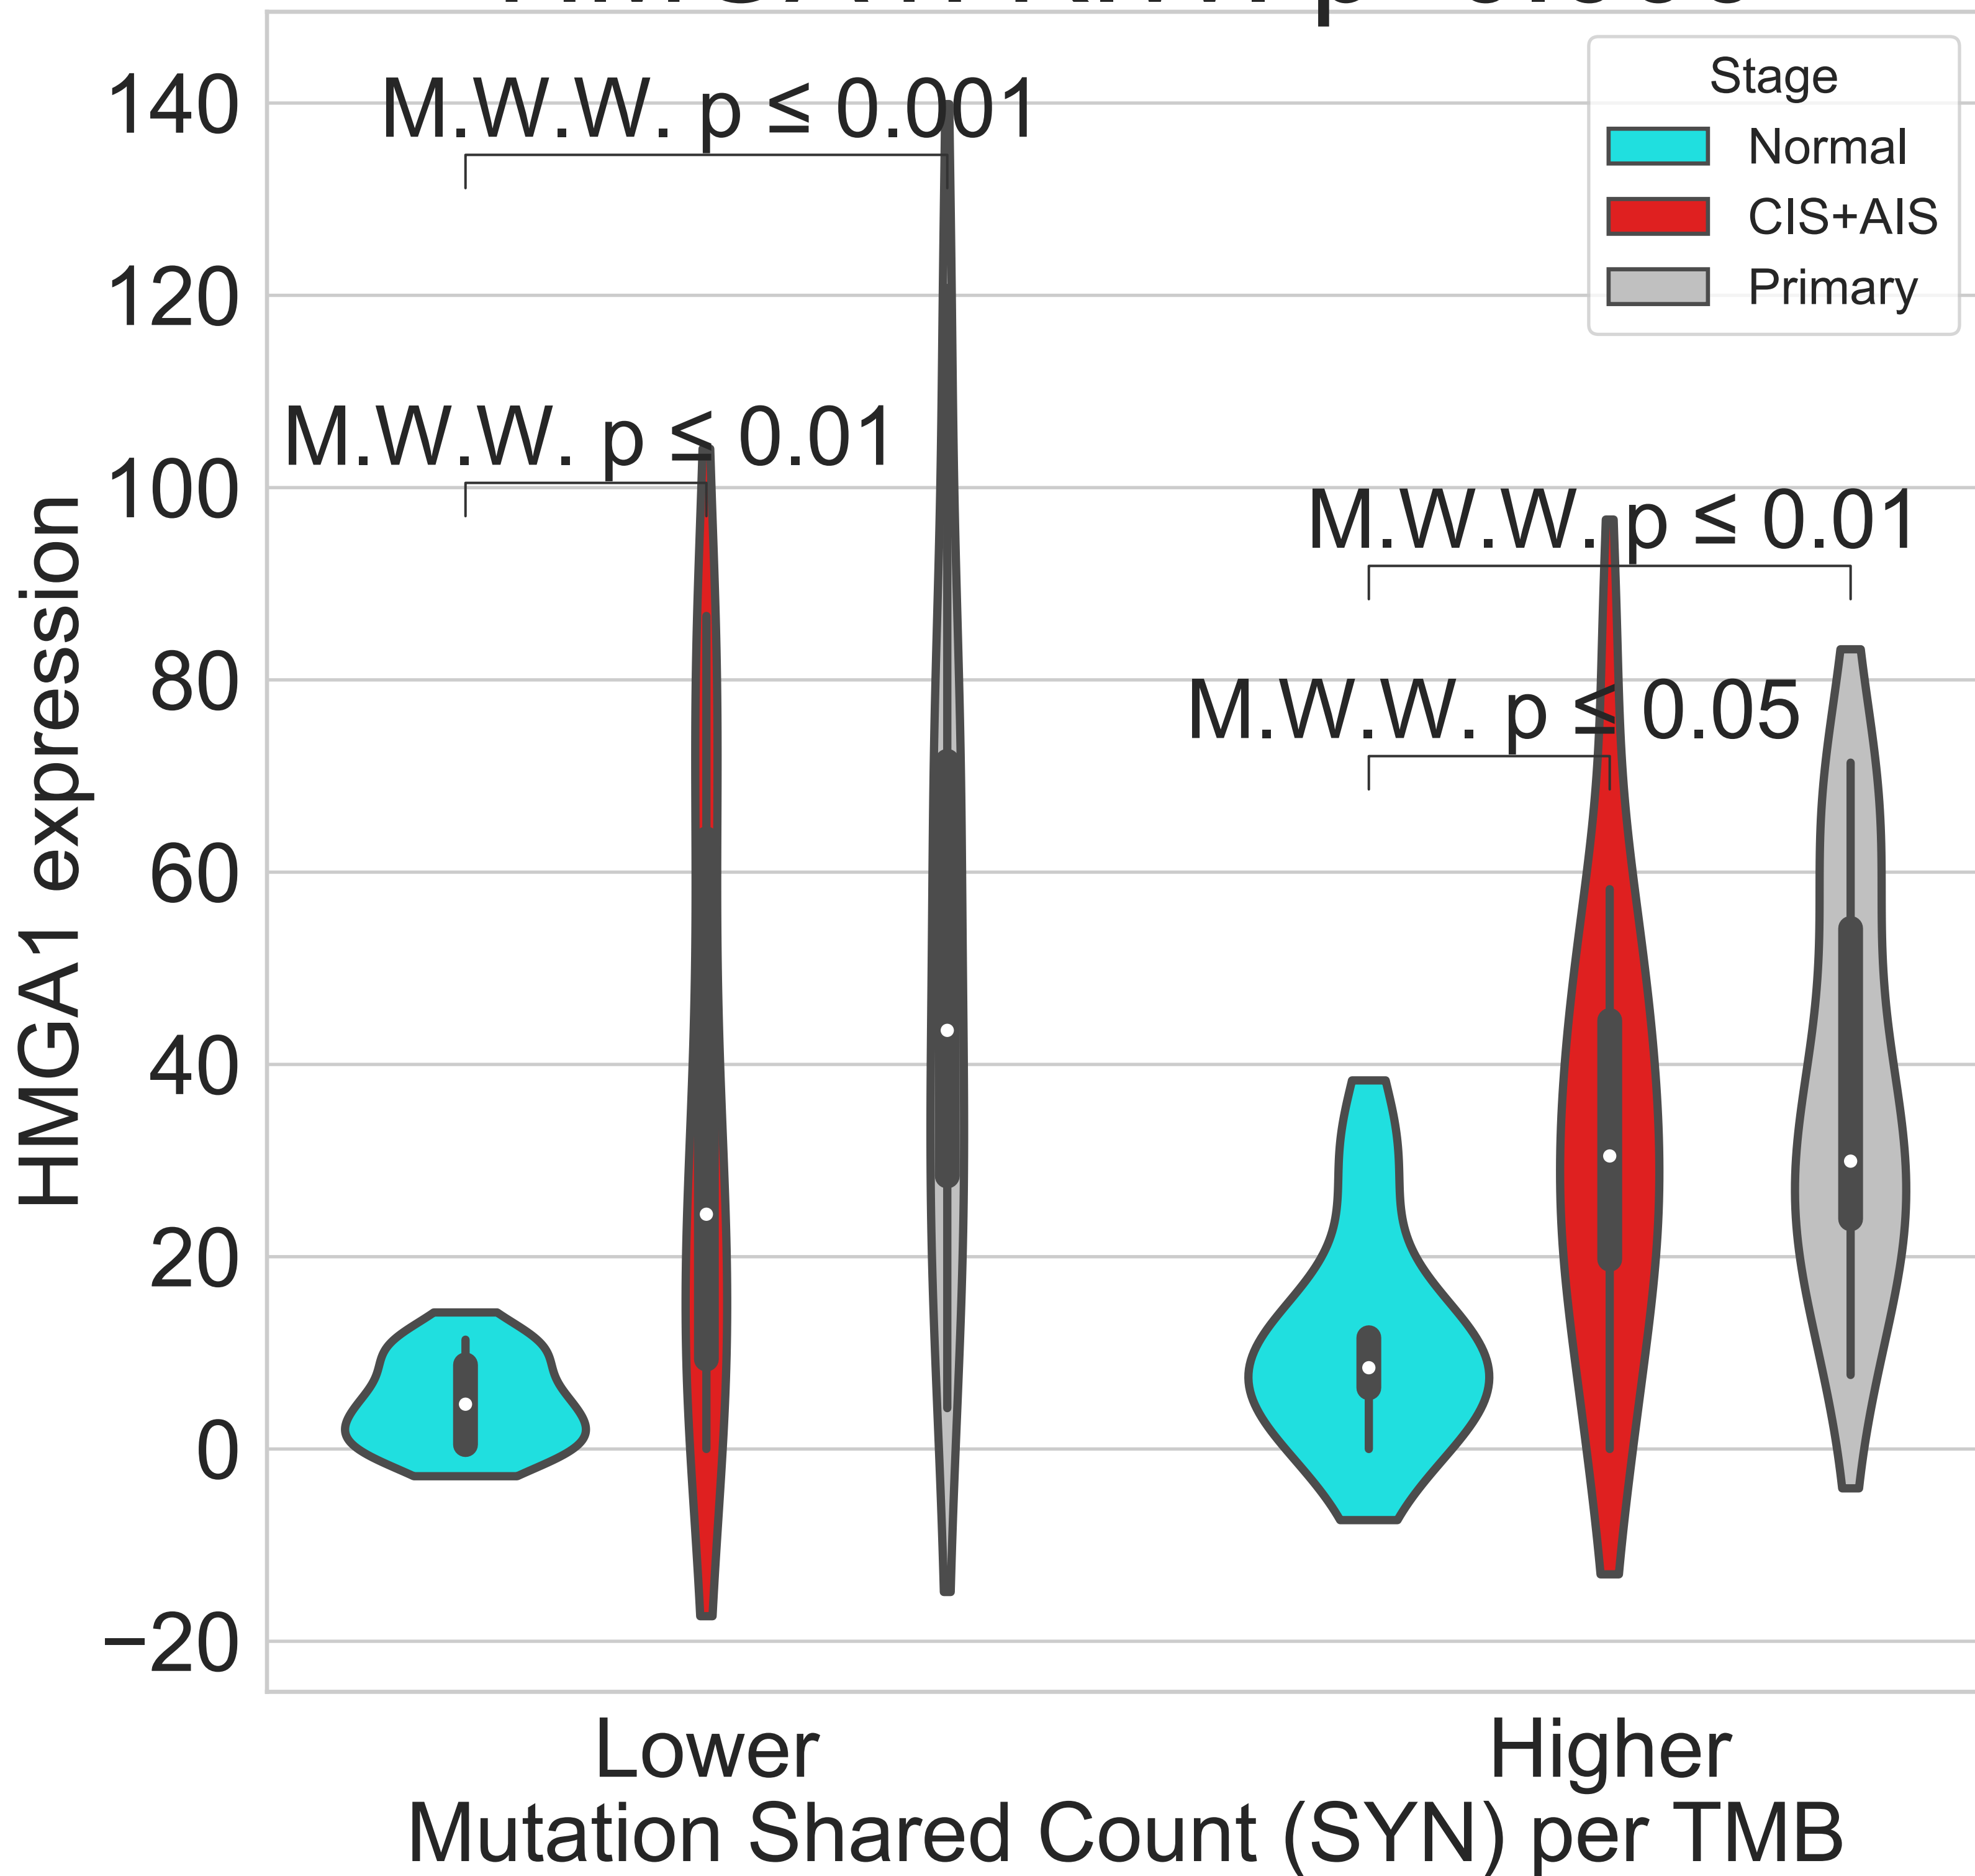 Stage
Normal
CIS+AIS
Primary
M.W.W. p ≤ 0.001
M.W.W. p ≤ 0.01
M.W.W. p ≤ 0.01
M.W.W. p ≤ 0.05
140
120
100
80
60
40
20
0
−20
HMGA1 expression
Lower
Higher
Mutation Shared Count (SYN) per TMB